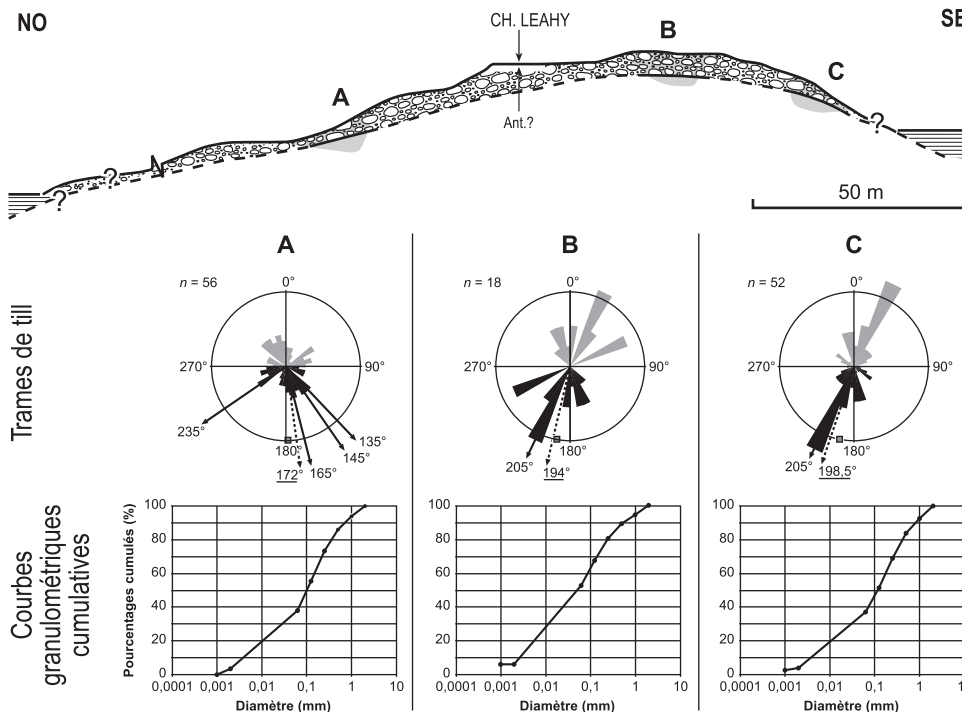 NO
CH. LEAHY
SE
B
A
C
Ant.?
?
?
?
50 m
Trames de till
A
B
C
n = 56
0°
270°
90°
180°
235°
135°
145°
165°
172°
n = 18
0°
270°
90°
180°
205°
194°
n = 52
0°
270°
90°
180°
205°
198,5°
Courbes
granulométriques
cumulatives
Pourcentages cumulés (%)
100
80
60
40
20
0
0,0001
0,001
0,01
0,1
1
10
Diamètre (mm)
100
80
60
40
20
0
0,0001
0,001
0,01
0,1
1
10
Diamètre (mm)
100
80
60
40
20
0
0,0001
0,001
0,01
0,1
1
Diamètre (mm)